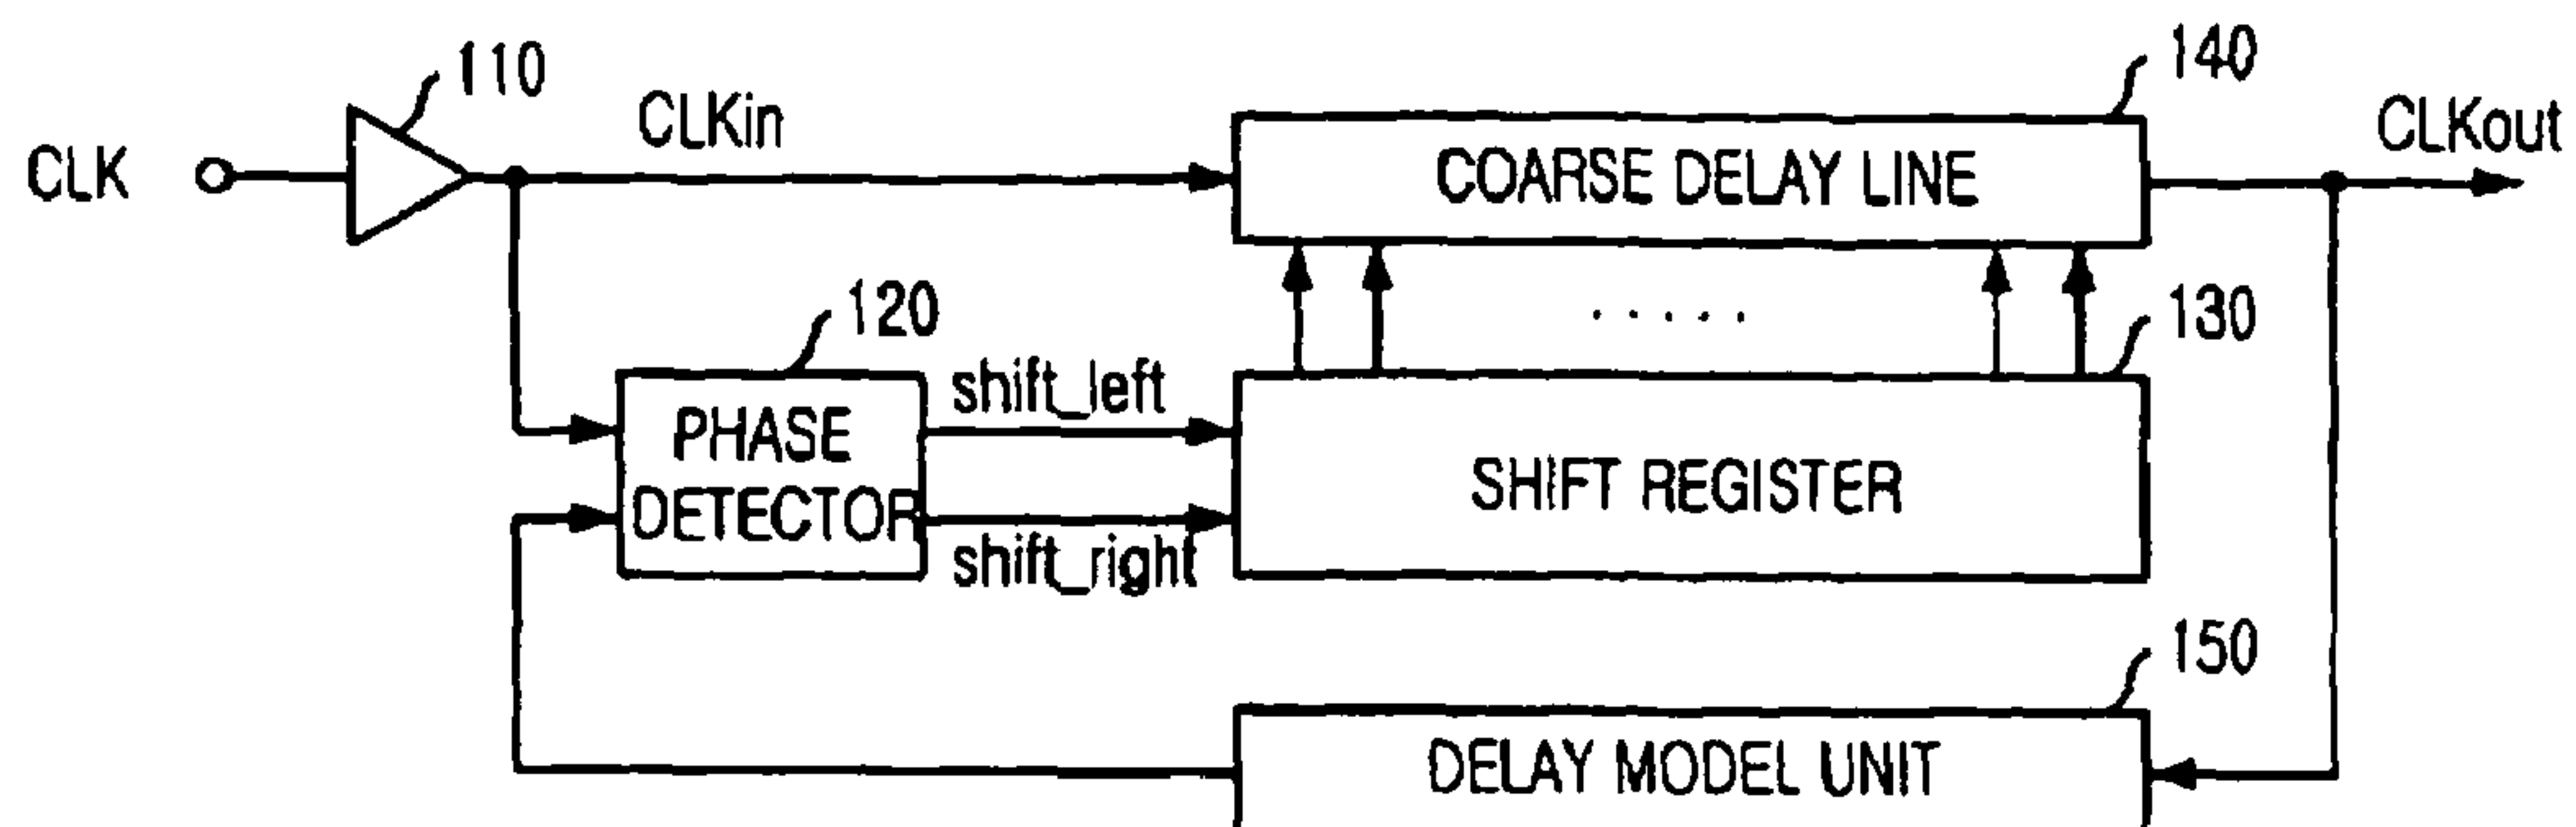 110
140
CLK
CLKin
COARSE DELAY LINE
CLKout
120
. . . . .
130
PHASE
DETECTOR
shift_left
shift_right
SHIFT REGISTER
150
DELAY MODEL UNIT